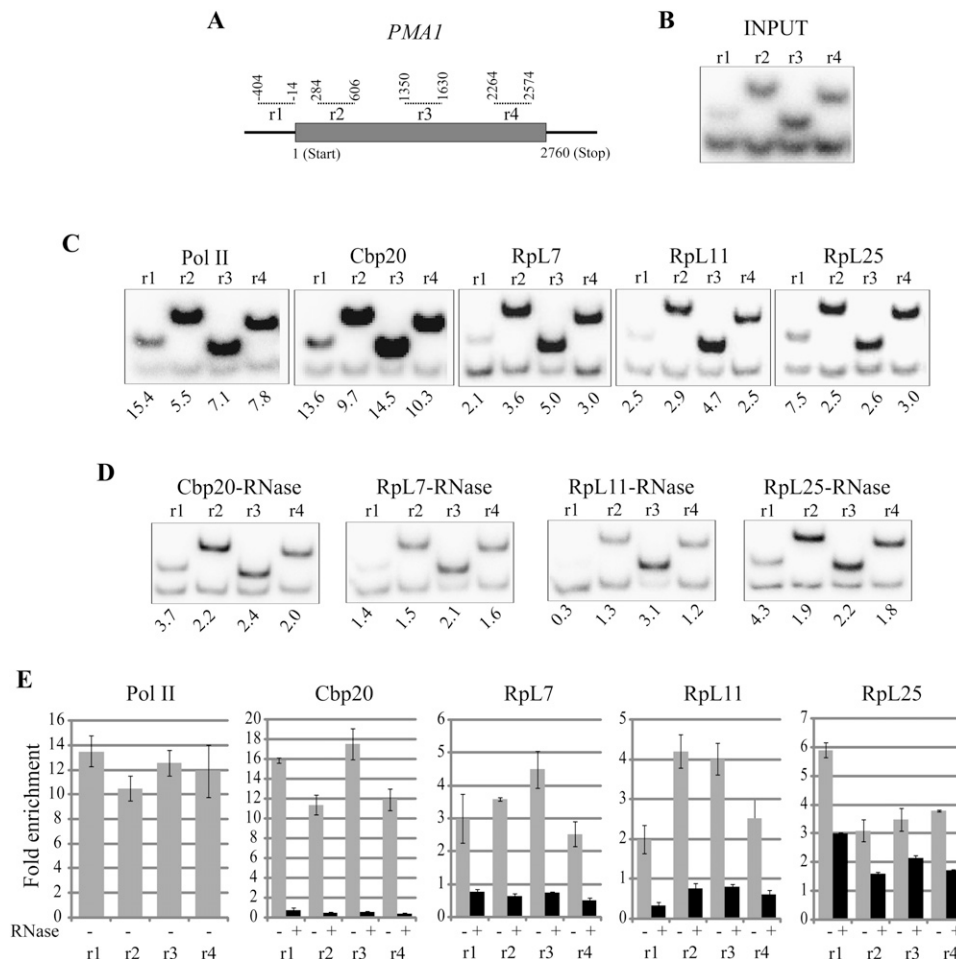 A
PMA1
-404 -14 284 606 1350 1630 2264 2574
r1 r2 r3 r4
1 (Start)
2760 (Stop)
B
INPUT
r1 r2 r3 r4
C
Pol II Cbp20 RpL7 RpL11 RpL25
r1 r2 r3 r4 r1 r2 r3 r4 r1 r2 r3 r4 r1 r2 r3 r4 r1 r2 r3 r4
15.4 5.5 7.1 7.8 13.6 9.7 14.5 10.3 2.1 3.6 5.0 3.0 2.5 2.9 4.7 2.5 7.5 2.5 2.6 3.0
D
Cbp20-RNase RpL7-RNase RpL11-RNase RpL25-RNase
r1 r2 r3 r4 r1 r2 r3 r4 r1 r2 r3 r4 r1 r2 r3 r4
3.7 2.2 2.4 2.0 1.4 1.5 2.1 1.6 0.3 1.3 3.1 1.2 4.3 1.9 2.2 1.8
E
Pol II
Fold enrichment
16
14
12
10
8
6
4
2
0
RNase - - - -
r1 r2 r3 r4
Cbp20
20
18
16
14
12
10
8
6
4
2
0
- + - + - + - +
r1 r2 r3 r4
RpL7
6
5
4
3
2
1
0
- + - + - + - +
r1 r2 r3 r4
RpL11
5
4
3
2
1
0
- + - + - + - +
r1 r2 r3 r4
RpL25
7
6
5
4
3
2
1
0
- + - + - + - +
r1 r2 r3 r4